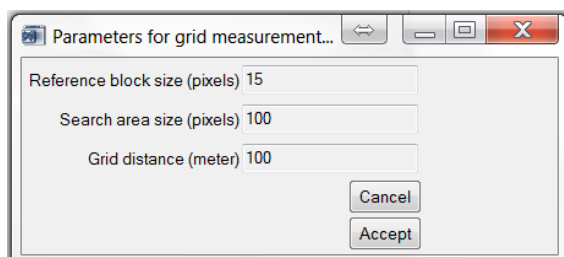 Parameters for grid measurement...
Reference block size (pixels) 15
Search area size (pixels) 100
Grid distance (meter) 100
Cancel
Accept